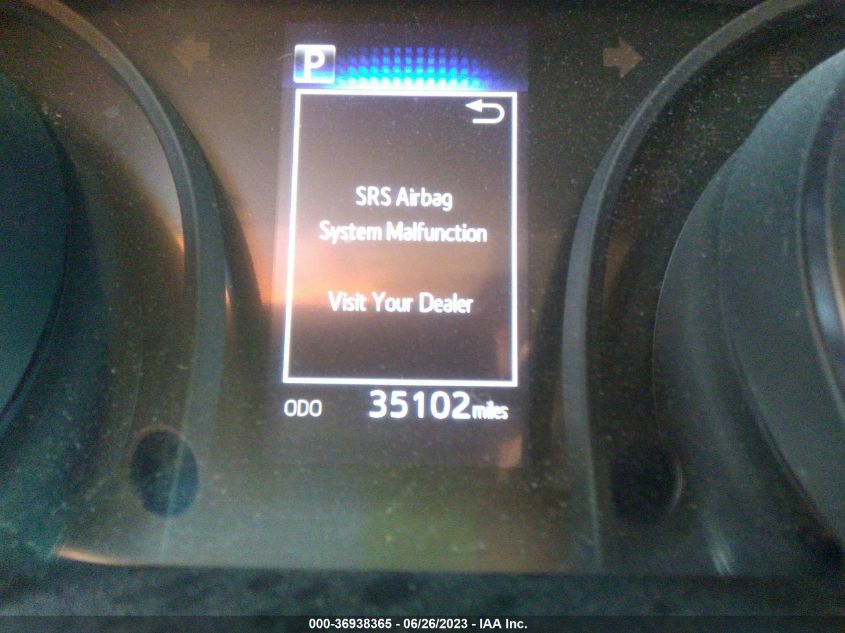 P
SRS Airbag
System Malfunction
Visit Your Dealer
ODO 35102 miles
000-36938365 - 06/26/2023 - IAA Inc.